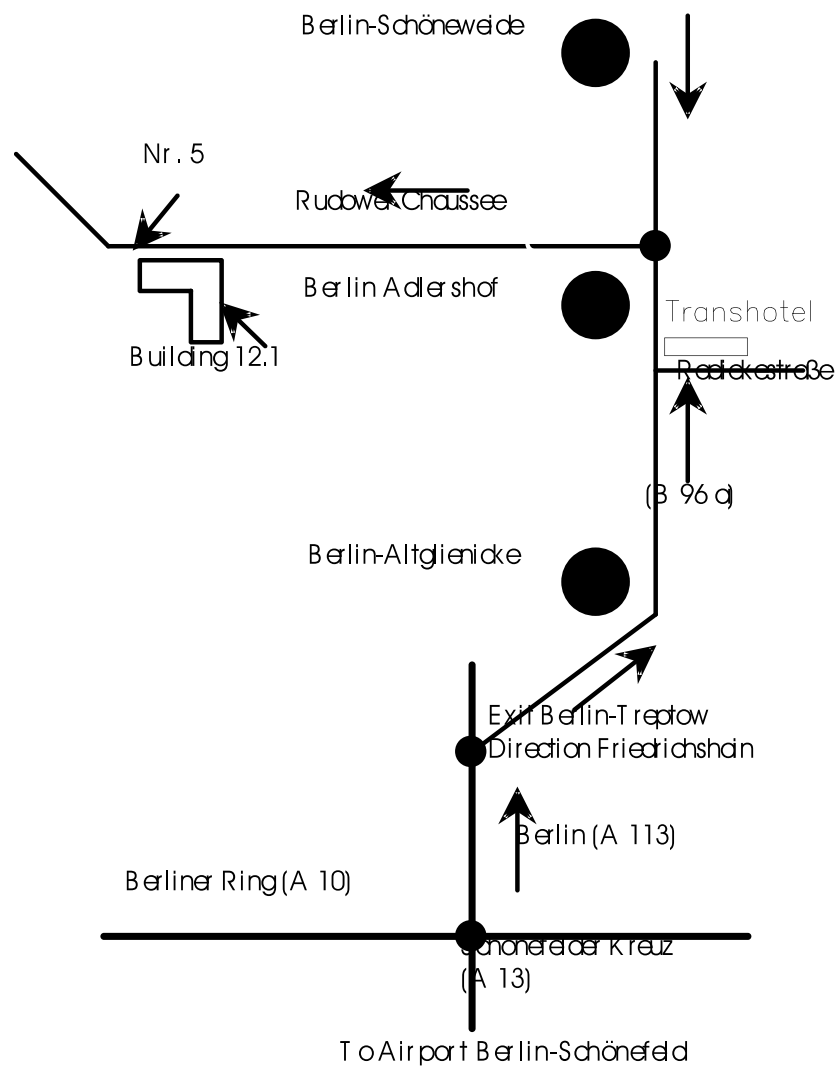 Berlin-Schöneweide
Nr. 5
Rudower Chaussee
Berlin Adlershof
Transhotel
Building 12.1
Radickestraße
(B 96 a)
Berlin-Altglienicke
Exit Berlin-Treptow
Direction Friedrichshain
Berlin (A 113)
Berliner Ring (A 10)
Schönefelder Kreuz
(A 13)
To Airport Berlin-Schönefeld